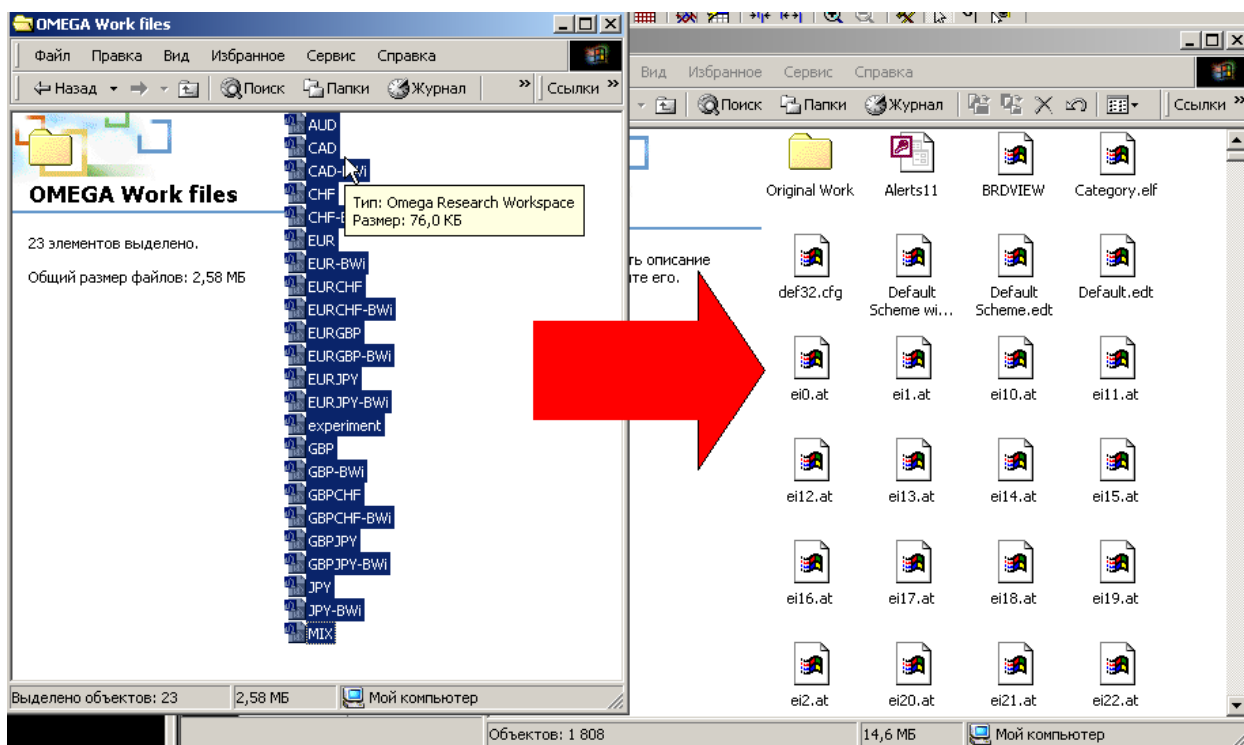 OMEGA Work files
Файл Правка Вид Избранное Сервис Справка
Назад Поиск Папки Журнал » Ссылки »
OMEGA Work files
23 элементов выделено.
Общий размер файлов: 2,58 МБ
AUD
CAD
CHF
EUR
EUR-BWi
EURCHF
EURCHF-BWi
EURGBP
EURGBP-BWi
EURJPY
EURJPY-BWi
experiment
GBP
GBP-BWi
GBPCHF
GBPCHF-BWi
GBPJPY
GBPJPY-BWi
JPY
JPY-BWi
MIX
Тип: Omega Research Workspace
Размер: 76,0 КБ
Выделено объектов: 23 2,58 МБ Мой компьютер
Вид Избранное Сервис Справка
Поиск Папки Журнал Ссылки »
описание
его.
Original Work Alerts11 BRDVIEW Category.elf
def32.cfg Default Default Default.edt
Scheme wi... Scheme.edt
ei0.at ei1.at ei10.at ei11.at
ei12.at ei13.at ei14.at ei15.at
ei16.at ei17.at ei18.at ei19.at
ei2.at ei20.at ei21.at ei22.at
Объектов: 1 808 14,6 МБ Мой компьютер